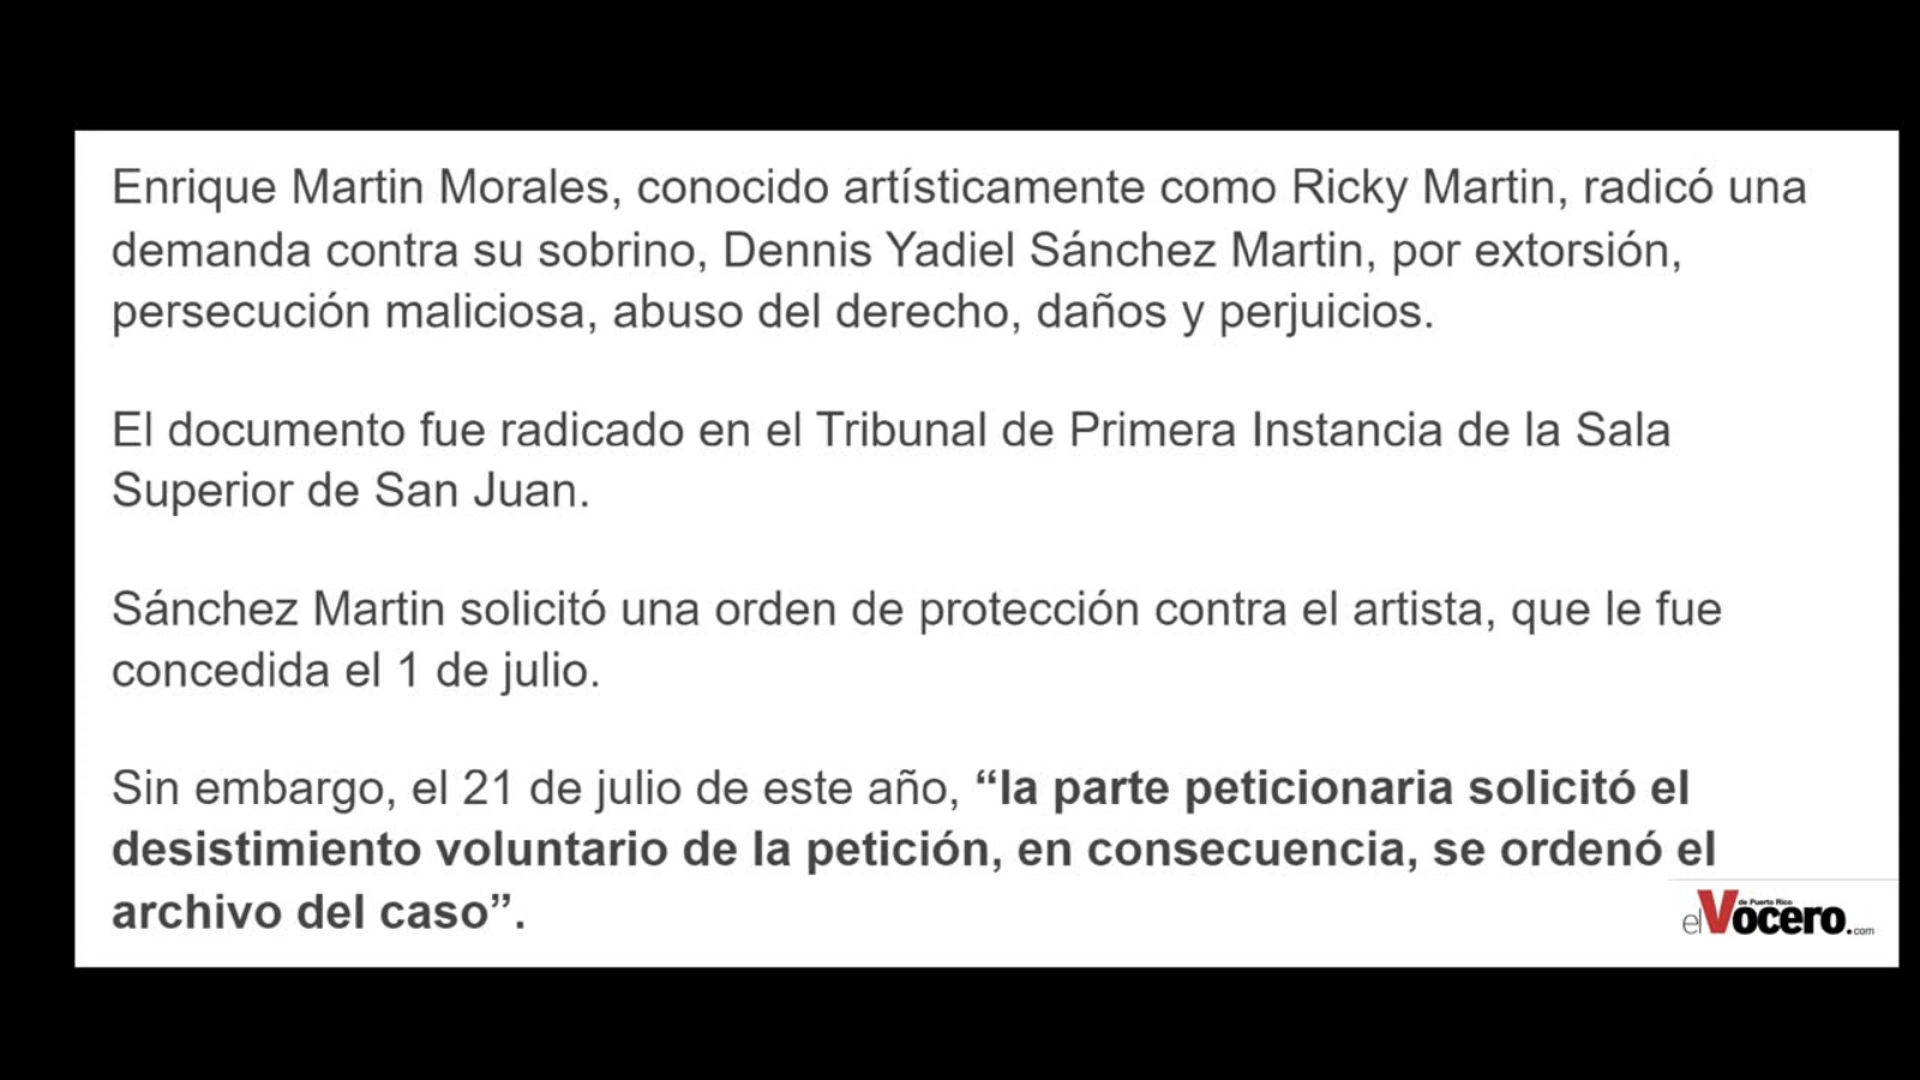 Enrique Martin Morales, conocido artísticamente como Ricky Martin, radicó una
demanda contra su sobrino, Dennis Yadiel Sánchez Martin, por extorsión,
persecución maliciosa, abuso del derecho, daños y perjuicios.
El documento fue radicado en el Tribunal de Primera Instancia de la Sala
Superior de San Juan.
Sánchez Martin solicitó una orden de protección contra el artista, que le fue
concedida el 1 de julio.
Sin embargo, el 21 de julio de este año, “la parte peticionaria solicitó el
desistimiento voluntario de la petición, en consecuencia, se ordenó el
archivo del caso”.
de Puerto Rico
elVocero.com